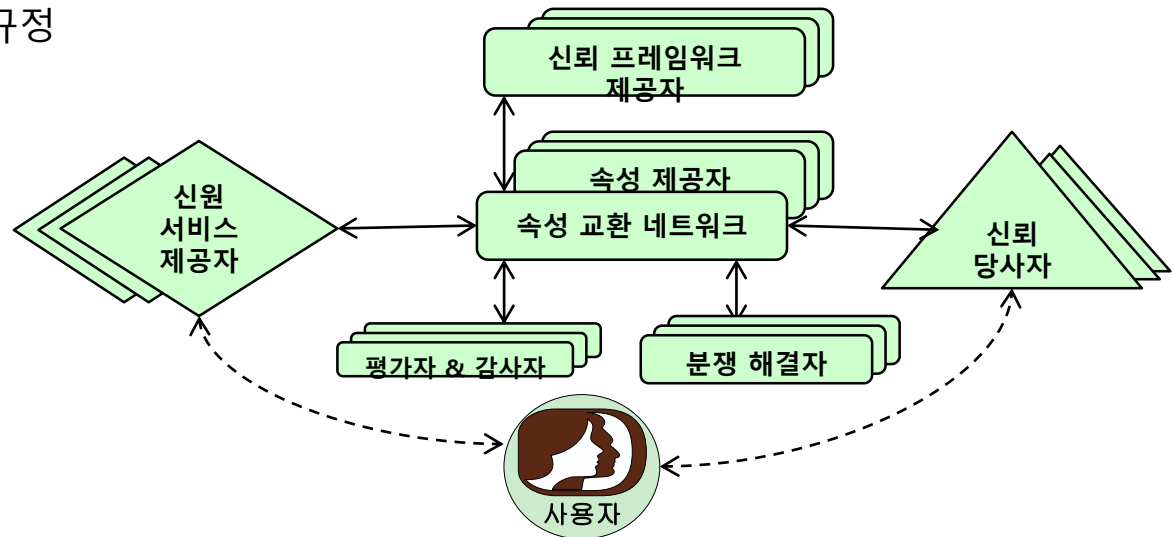 규정
신뢰 프레임워크
제공자
속성 제공자
속성 교환 네트워크
신원
서비스
제공자
신뢰
당사자
평가자 & 감사자
분쟁 해결자
사용자